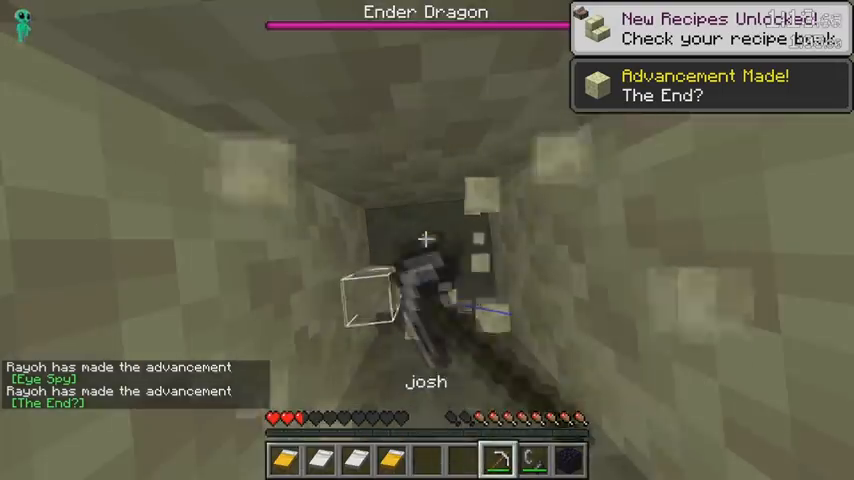 Ender Dragon
New Recipes Unlocked!
Check your recipe book
Advancement Made!
The End?
Rayoh has made the advancement
[Eye Spy]
Rayoh has made the advancement
[The End?]
josh